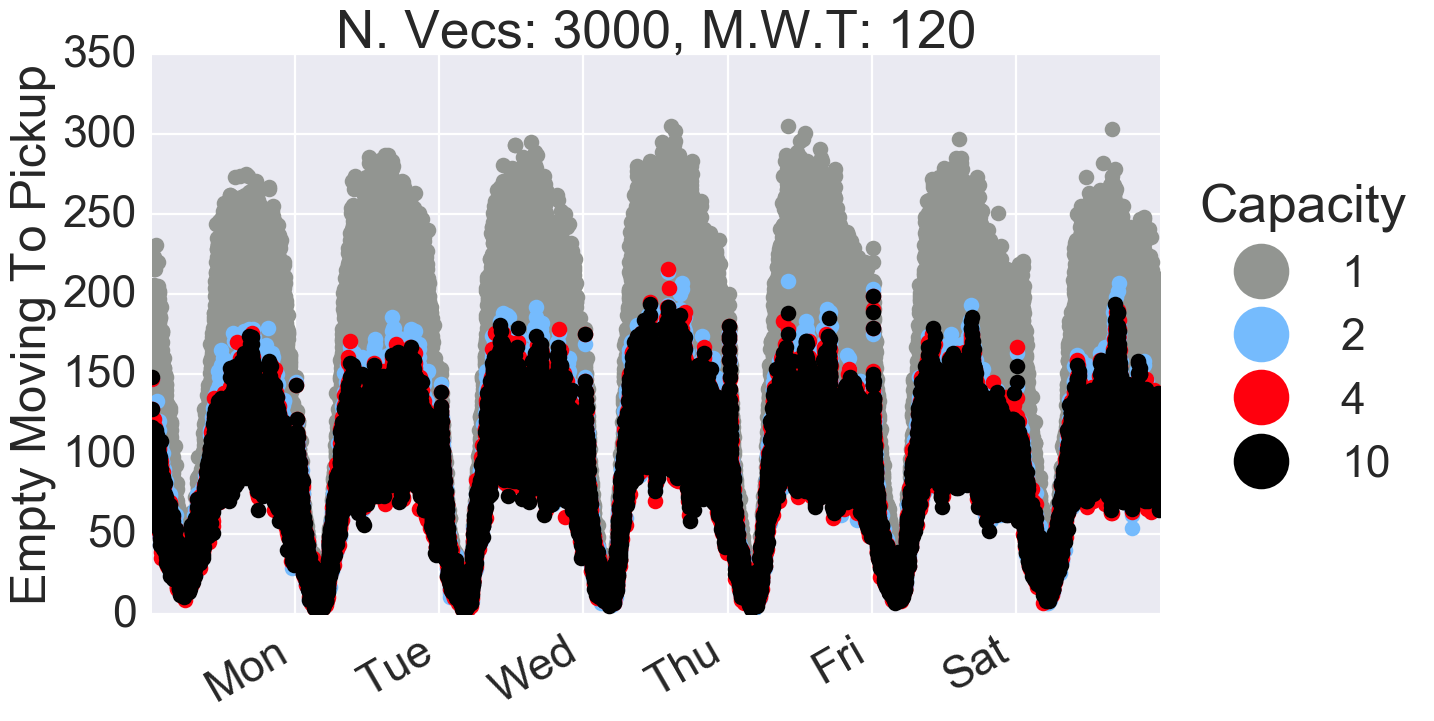 N. Vecs: 3000, M.W.T: 120
Empty Moving To Pickup
350
300
250
200
150
100
50
0
Mon
Tue
Wed
Thu
Fri
Sat
Capacity
1
2
4
10